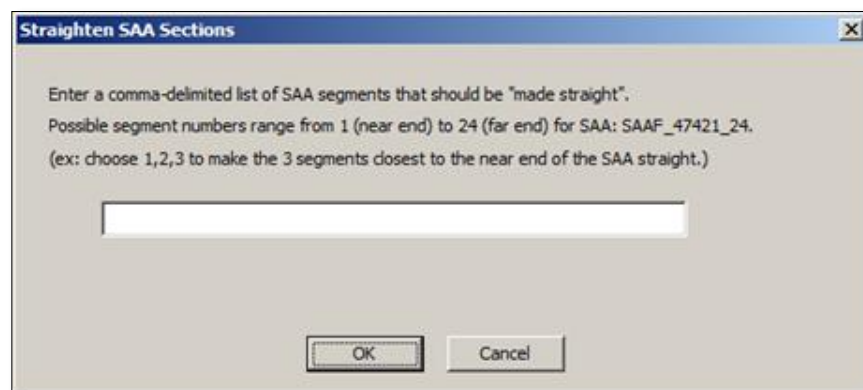 Straighten SAA Sections
Enter a comma-delimited list of SAA segments that should be "made straight".
Possible segment numbers range from 1 (near end) to 24 (far end) for SAA: SAAF_47421_24.
(ex: choose 1,2,3 to make the 3 segments closest to the near end of the SAA straight.)
OK
Cancel